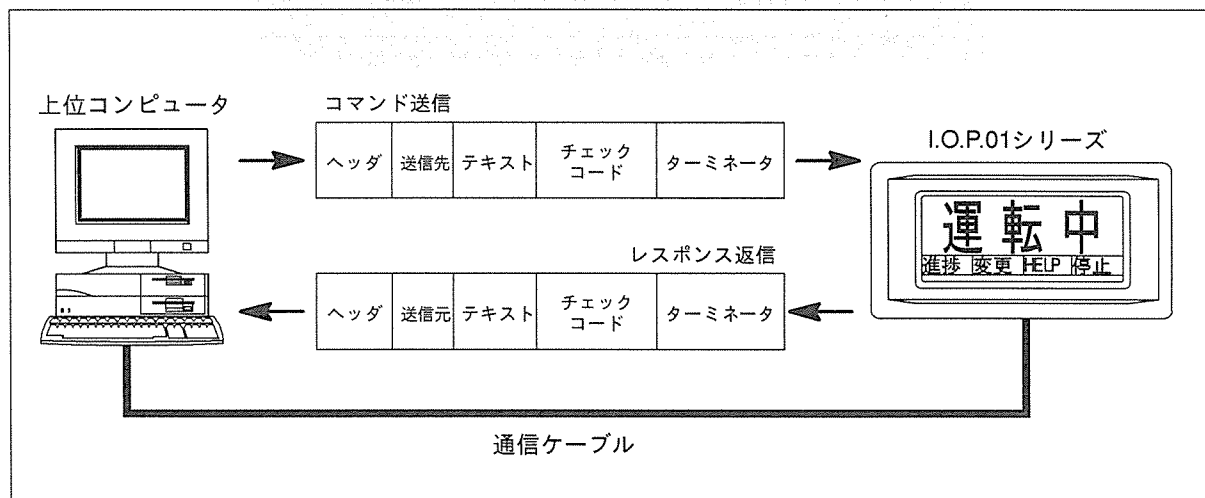 上位コンピュータ
コマンド送信
ヘッダ 送信先 テキスト チェックコード ターミネータ
I.O.P.01シリーズ
運転中
進捗 変更 HELP 停止
レスポンス返信
ヘッダ 送信元 テキスト チェックコード ターミネータ
通信ケーブル